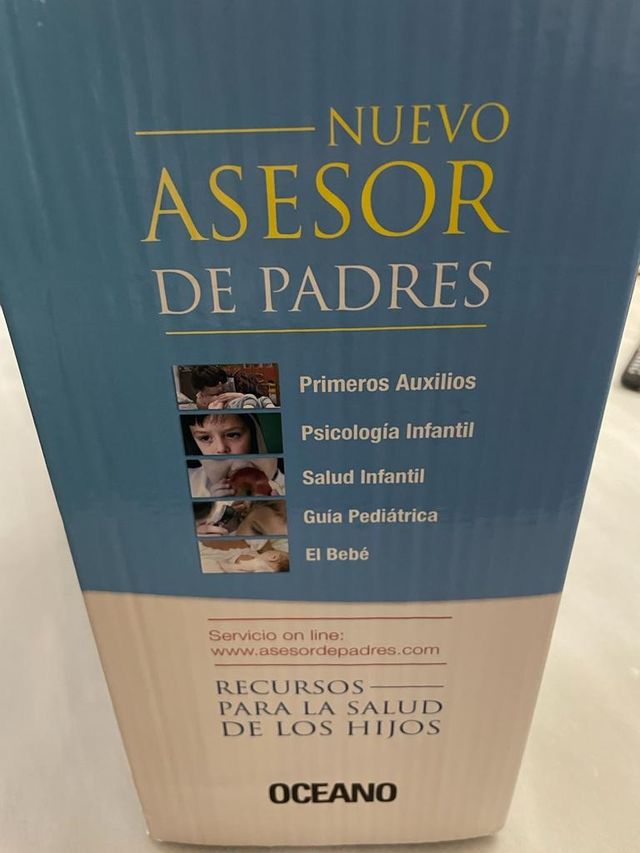 NUEVO
ASESOR
DE PADRES
Primeros Auxilios
Psicología Infantil
Salud Infantil
Guía Pediátrica
El Bebé
Servicio on line:
www.asesordepadres.com
RECURSOS
PARA LA SALUD
DE LOS HIJOS
OCEANO